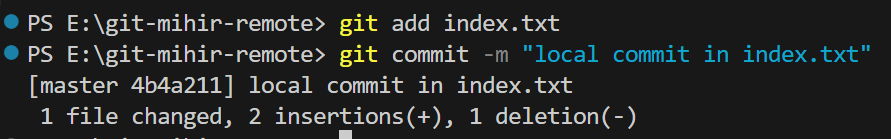 PS E:\git-mihir-remote> git add index.txt
PS E:\git-mihir-remote> git commit -m "local commit in index.txt"
[master 4b4a211] local commit in index.txt
 1 file changed, 2 insertions(+), 1 deletion(-)